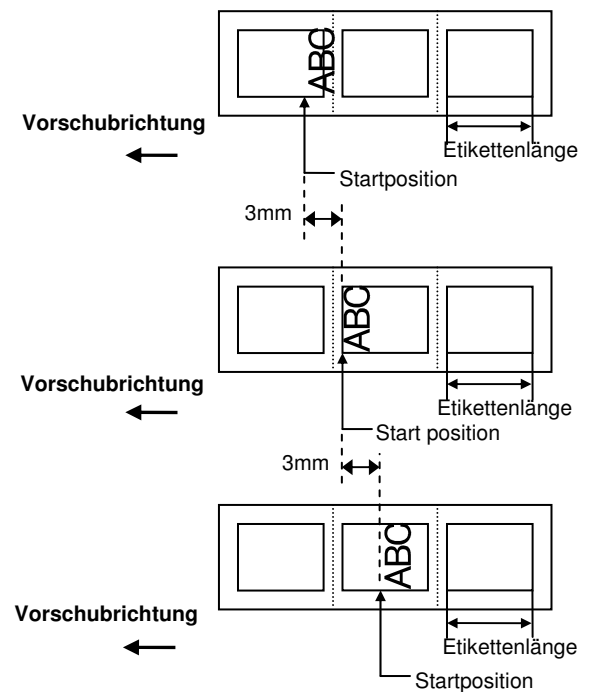 ABC
Vorschubrichtung
Etikettenlänge
Startposition
3mm
ABC
Vorschubrichtung
Etikettenlänge
Start position
3mm
ABC
Vorschubrichtung
Etikettenlänge
Startposition